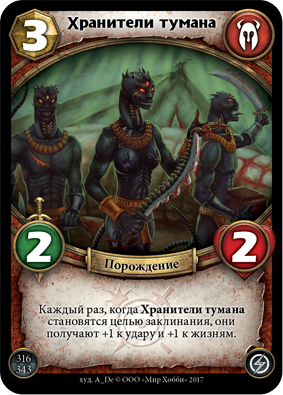 3
Хранители тумана
2
2
Порождение
Каждый раз, когда Хранители тумана
становятся целью заклинания, они
получают +1 к удару и +1 к жизням.
316
343
худ. A_De © ООО «Мир Хобби» 2017